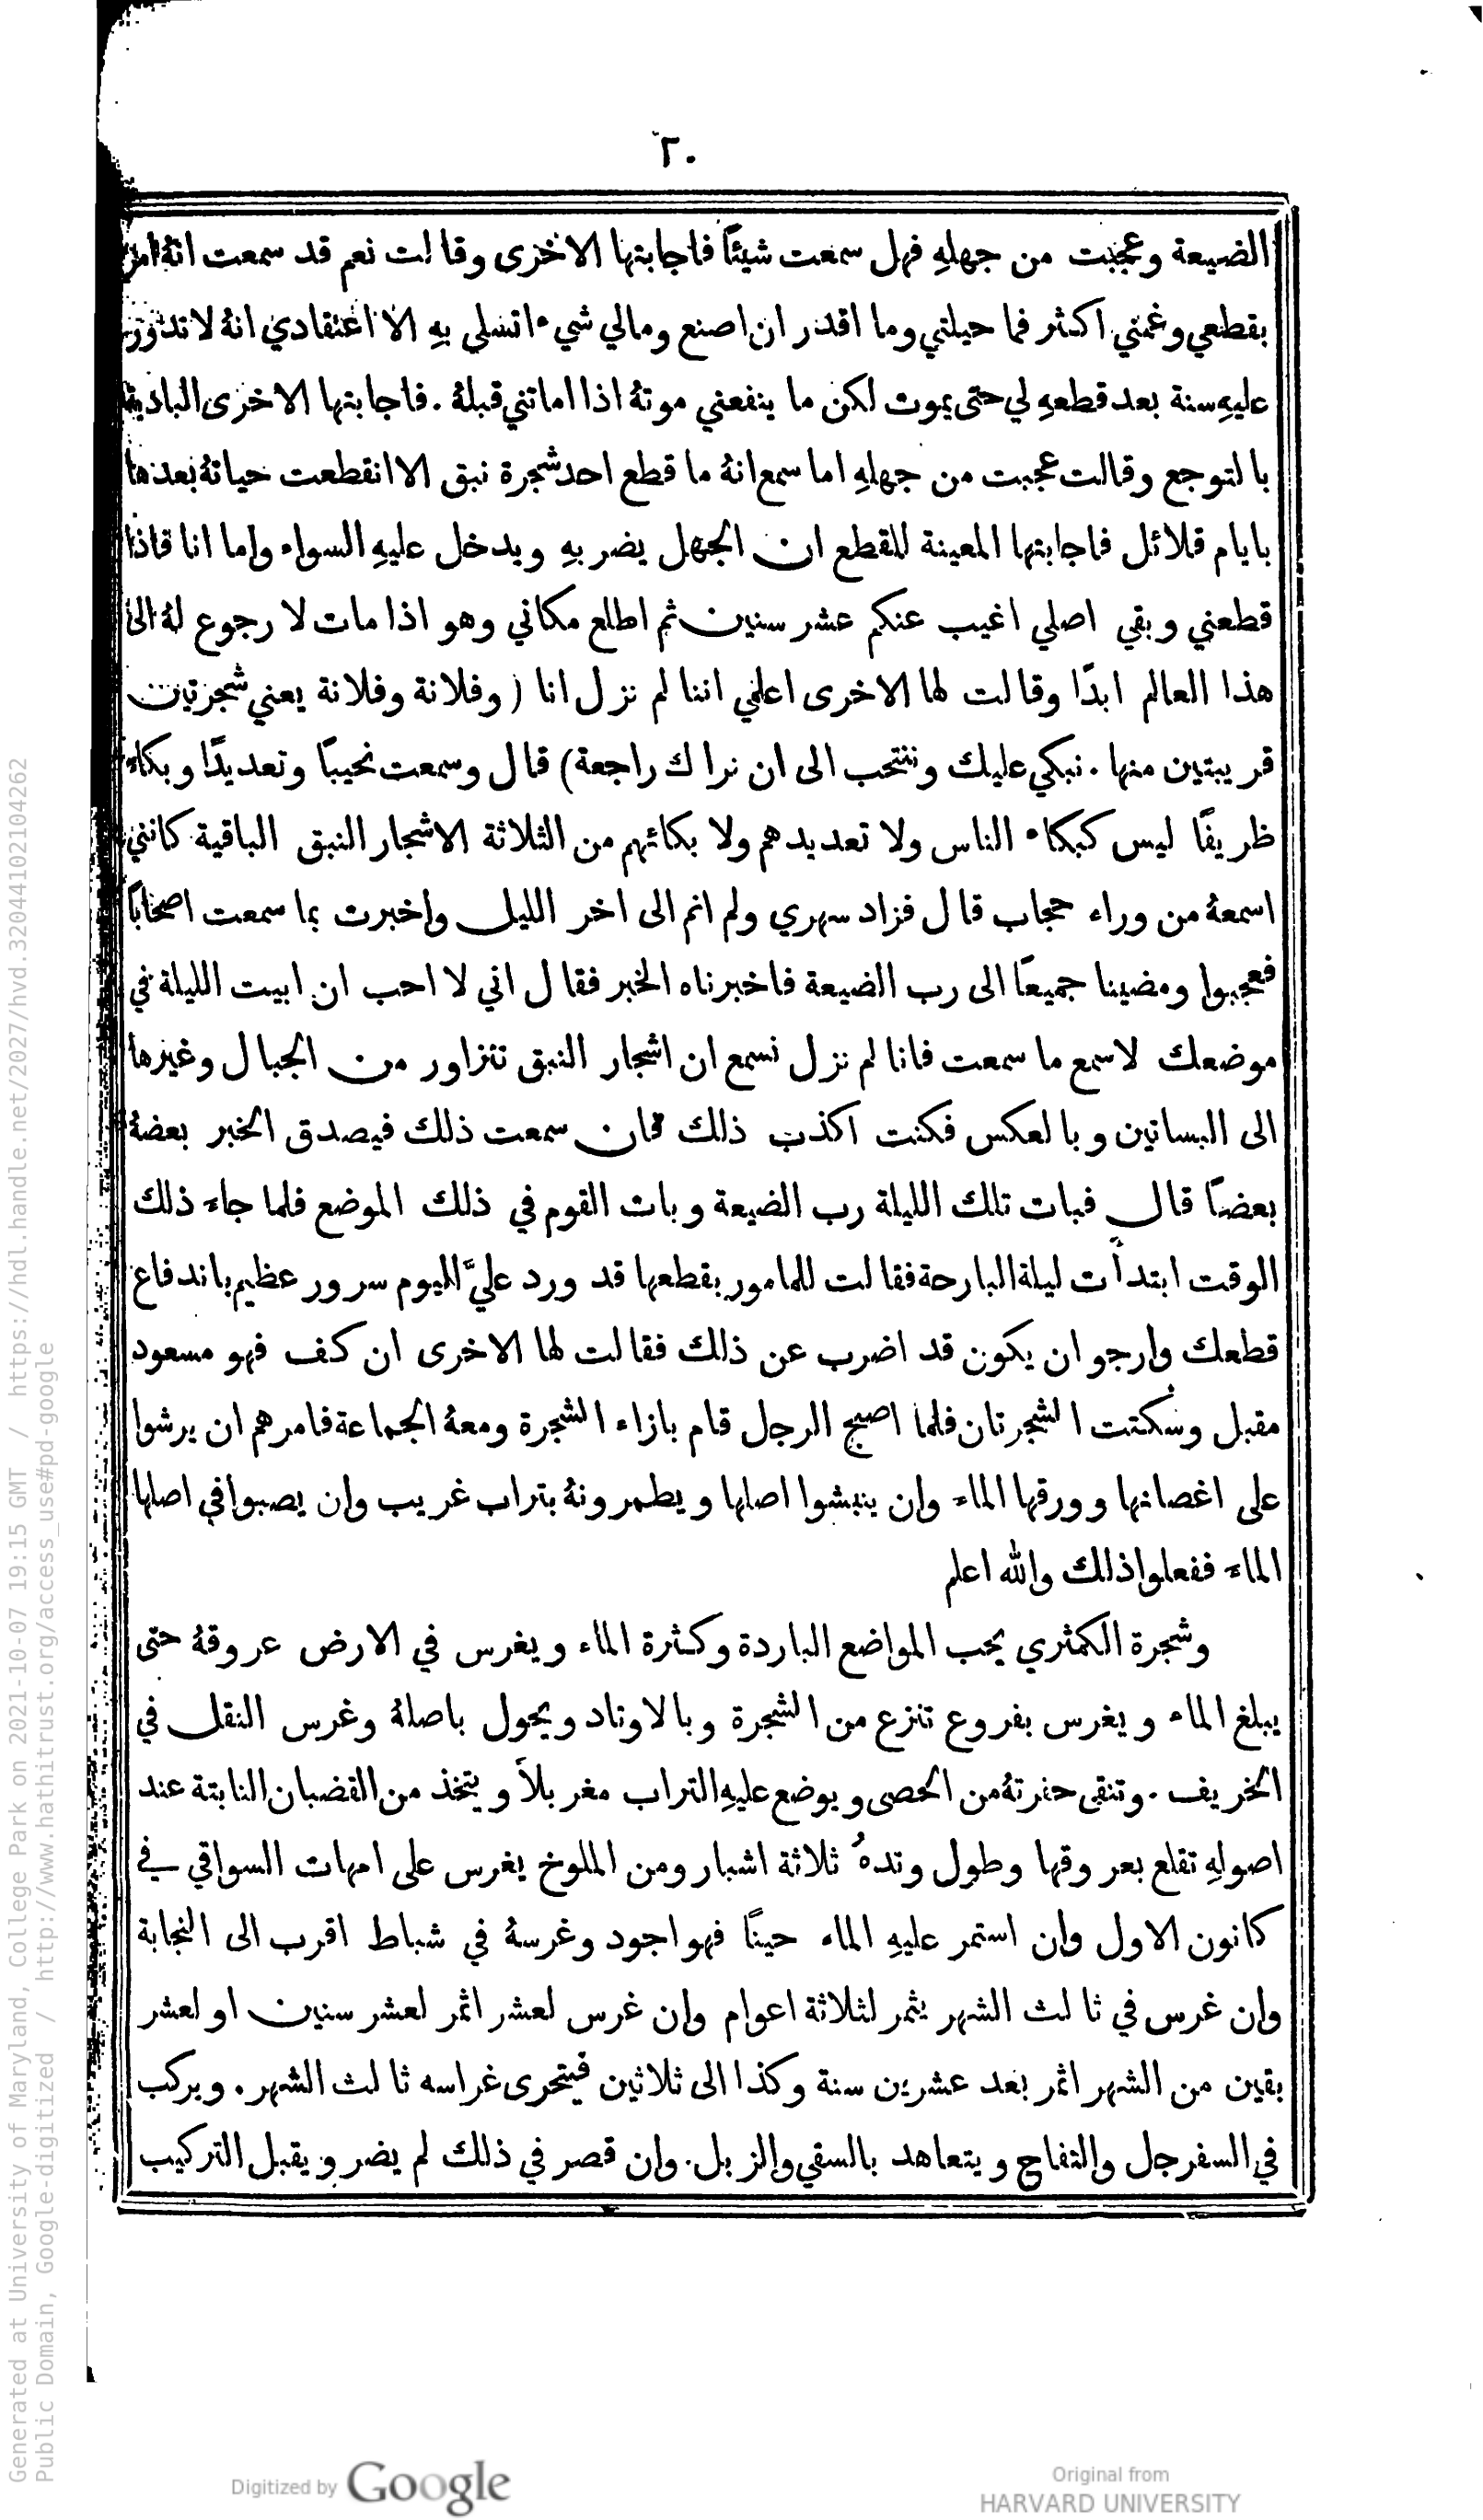 ٢٠
الضيعة وعجبت من جهلهِ فهل سمعت شيئًا فاجابتها الاخرى وقالت نعم قد سمعت انهُ امر
بقطعي وغمني اكثر فما حيلتي وما اقدر ان اصنع ومالي شيء اتسلى بهِ الا اعتقادي انهُ لا تدور
عليهِ سنة بعد قطعهِ لي حتى يموت لكن ما ينفعني موتهُ اذا اماتني قبلهُ . فاجابتها الاخرى البادية
بالتوجع وقالت عجبت من جهلهِ اما سمع انهُ ما قطع احد شجرة نبق الا انقطعت حياتهُ بعدها
بايام قلائل فاجابتها المعينة للقطع ان الجهل يضر بهِ ويدخل عليهِ السواء واما انا فاذا
قطعني وبقي اصلي اغيب عنكم عشر سنين ثم اطلع مكاني وهو اذا مات لا رجوع لهُ الى
هذا العالم ابدًا وقالت لها الاخرى اعلمي اننا لم نزل انا ( وفلانة وفلانة يعني شجرتين
قريبتين منها . نبكي عليك وننتحب الى ان نراك راجعة) قال وسمعت نحيبًا وتعديدًا وبكاء
ظريفًا ليس كبكاء الناس ولا تعديدهم ولا بكائهم من الثلاثة الاشجار النبق الباقية كانني
اسمعهُ من وراء حجاب قال فزاد سهري ولم انم الى اخر الليل واخبرت بما سمعت اصحابًا
فعجبوا ومضينا جميعًا الى رب الضيعة فاخبرناه الخبر فقال اني لا احب ان ابيت الليلة في
موضعك لاسمع ما سمعت فانا لم نزل نسمع ان اشجار النبق تتزاور من الجبال وغيرها
الى البساتين وبالعكس فكنت اكذب ذلك فان سمعت ذلك فيصدق الخبر بعضهُ
بعضًا قال فبات تلك الليلة رب الضيعة وبات القوم في ذلك الموضع فلما جاء ذلك
الوقت ابتدأت ليلة البارحة فقالت للمامور بقطعها قد ورد عليَّ اليوم سرور عظيم باندفاع
قطعك وارجو ان يكون قد اضرب عن ذلك فقالت لها الاخرى ان كف فهو مسعود
مقبل وسكتت الشجرتان فلما اصبح الرجل قام بازاء الشجرة ومعهُ الجماعة فامرهم ان يرشوا
على اغصانها وورقها الماء وان ينبشوا اصلها ويطمرونهُ بتراب غريب وان يصبوا في اصلها
الماء ففعلوا ذلك والله اعلم
وشجرة الكمثري يحب المواضع الباردة وكثرة الماء ويغرس في الارض عروقهُ حتى
يبلغ الماء ويغرس بفروع تنزع من الشجرة وبالاوتاد ويحول باصلهُ وغرس النقل في
الخريف . وتنقى حفرتهُ من الحصى ويوضع عليهِ التراب مغربلاً ويتخذ من القضبان النابتة عند
اصولهِ تقلع بعروقها وطول وتدهُ ثلاثة اشبار ومن الملوخ يغرس على امهات السواقي في
كانون الاول وان استمر عليهِ الماء حينًا فهو اجود وغرسهُ في شباط اقرب الى النجابة
وان غرس في ثالث الشهر يثمر لثلاثة اعوام وان غرس لعشر اثمر لعشر سنين او لعشر
بقين من الشهر اثمر بعد عشرين سنة وكذا الى ثلاثين فيتحرى غراسه ثالث الشهر . ويركب
في السفرجل والتفاح ويتعاهد بالسقي والزبل . وان قصر في ذلك لم يضر ويقبل التركيب
Generated at University of Maryland, College Park on 2021-10-07 19:15 GMT / https://hdl.handle.net/2027/hvd.32044102104262
Public Domain, Google-digitized / http://www.hathitrust.org/access_use#pd-google
Digitized by Google
Original from
HARVARD UNIVERSITY